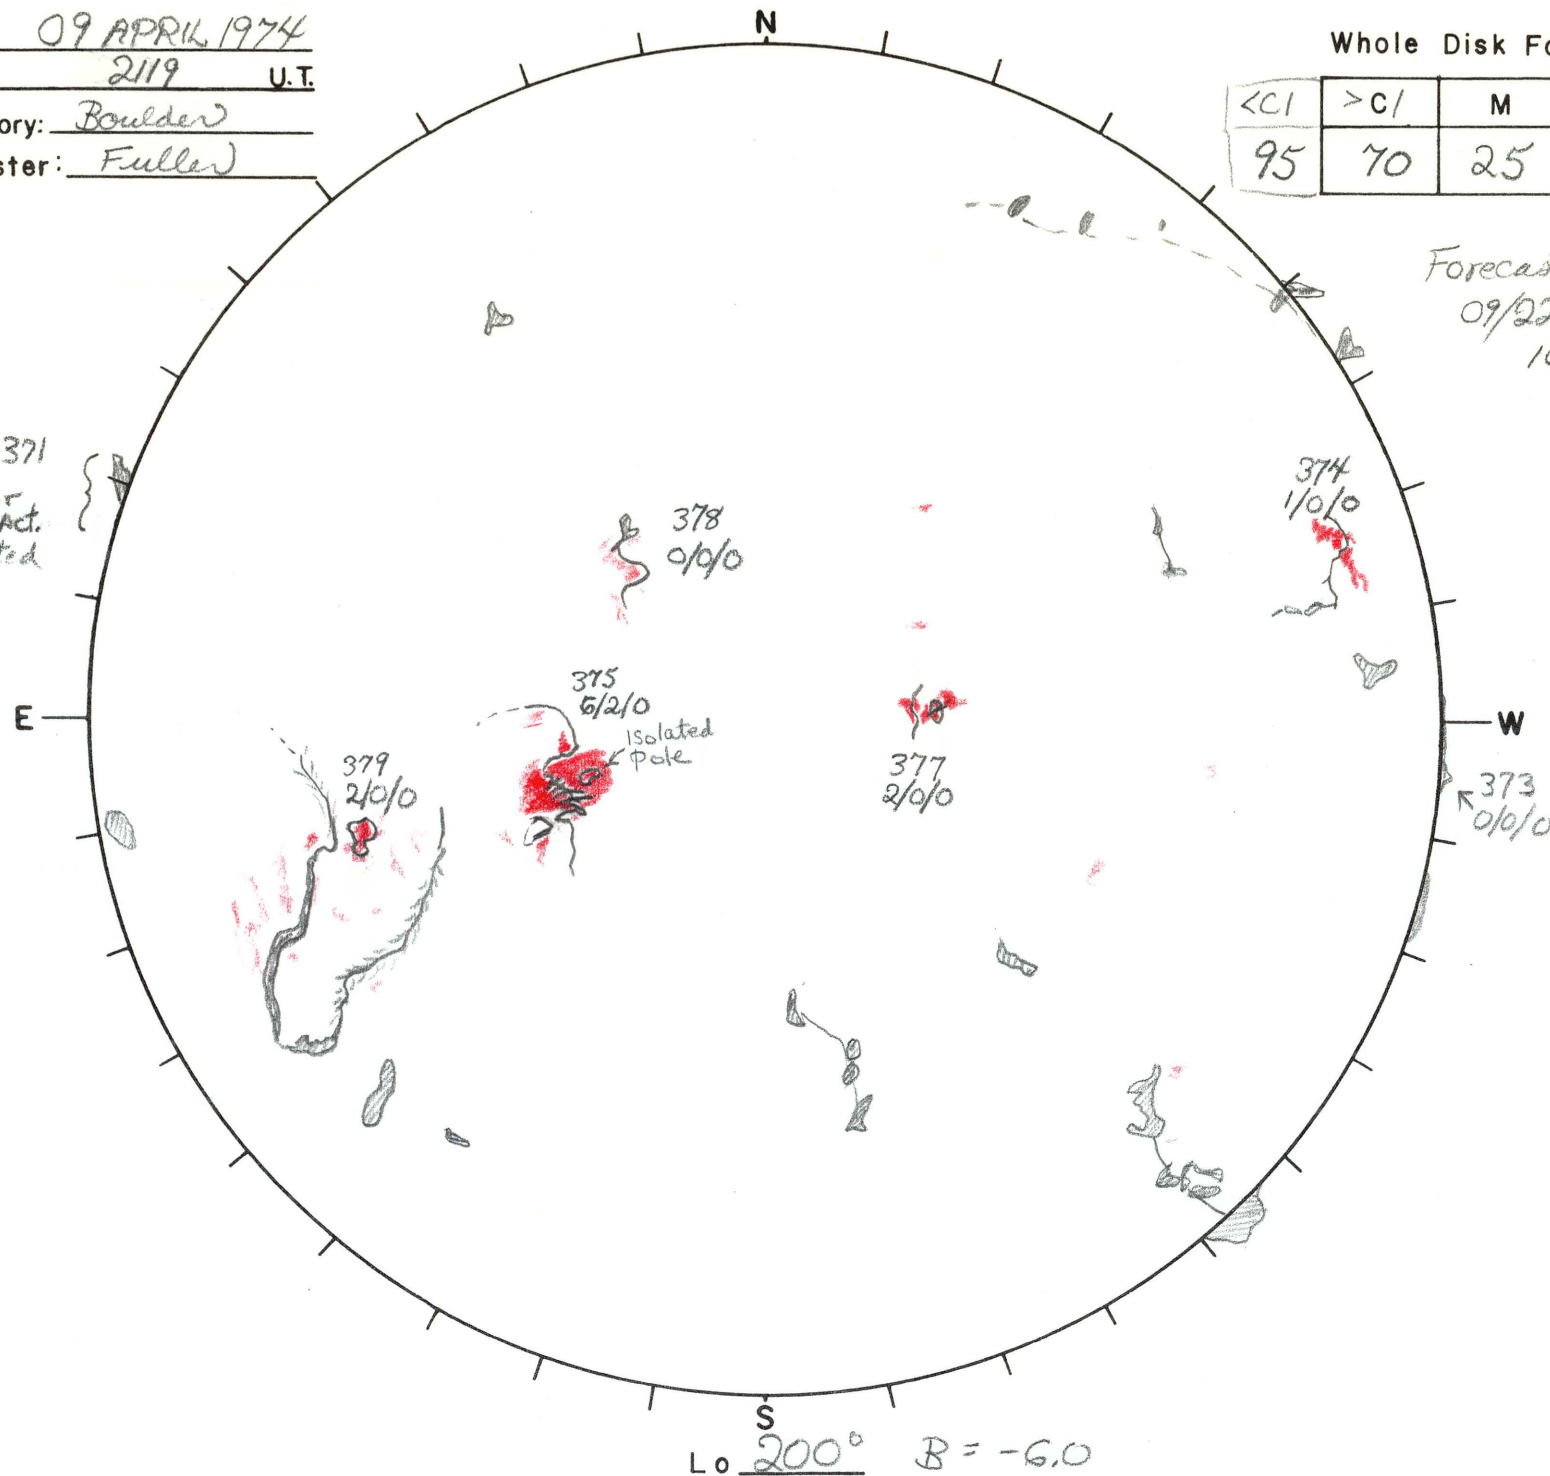 09 APRIL 1974
2119 U.T.
ory: Boulder
ster: Fuller
N
Whole Disk Fo
<C1 >C1 M
95 70 25
Forecas
09/22
371
Act.
ted
378
0/0/0
374
1/0/0
375
6/2/0
Isolated
Pole
E
W
379
2/0/0
377
2/0/0
373
0/0/0
S
Lo 200° B = -6.0